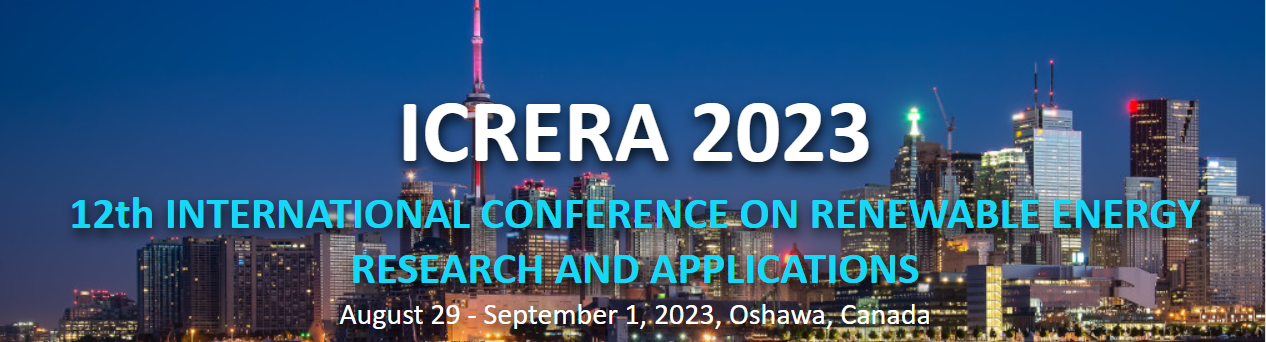 ICRERA 2023
12th INTERNATIONAL CONFERENCE ON RENEWABLE ENERGY
RESEARCH AND APPLICATIONS
August 29 - September 1, 2023, Oshawa, Canada